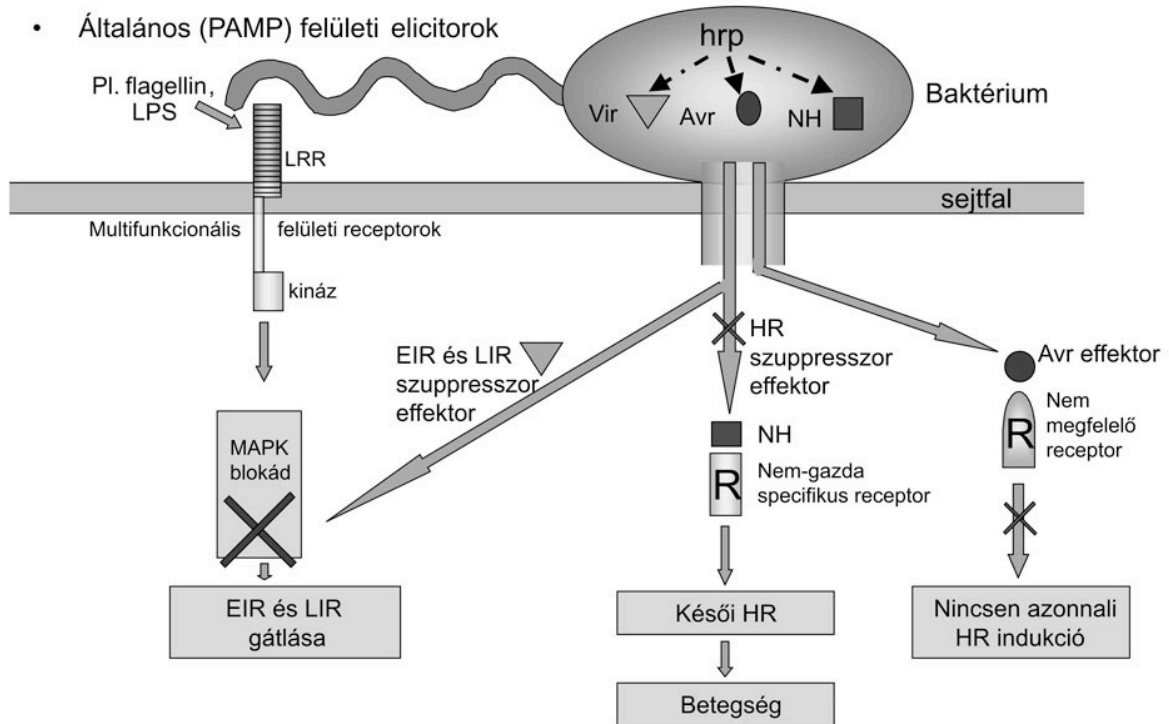 • Általános (PAMP) felületi elicitorok
Pl. flagellin,
LPS
LRR
hrp
Vir
Avr
NH
Baktérium
sejtfal
Multifunkcionális felületi receptorok
kináz
EIR és LIR
szuppresszor
effektor
HR
szuppresszor
effektor
Avr effektor
Nem
megfelelő
receptor
R
MAPK
blokád
NH
R
Nem-gazda
specifikus receptor
EIR és LIR
gátlása
Késői HR
Nincsen azonnali
HR indukció
Betegség